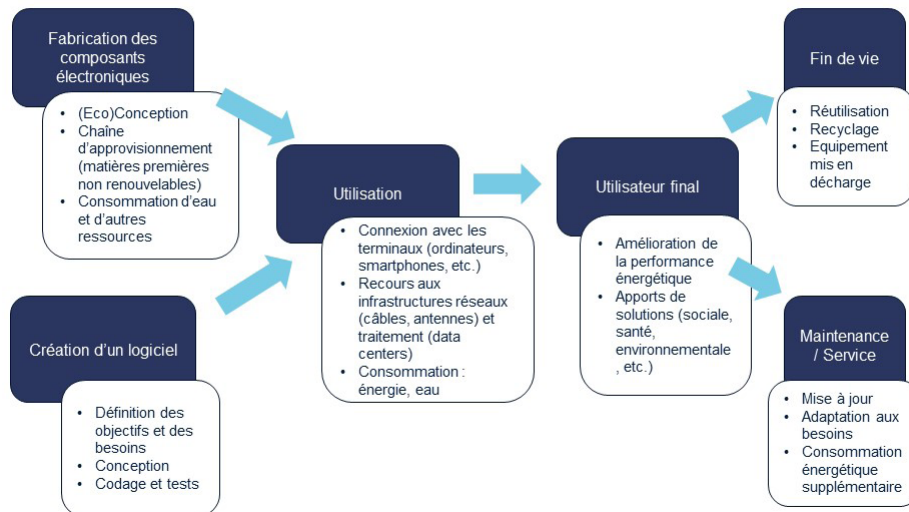 Fabrication des
composants
électroniques
• (Eco)Conception
• Chaîne
d’approvisionnement
(matières premières
non renouvelables)
• Consommation d’eau
et d’autres
ressources
Création d’un logiciel
• Définition des
objectifs et des
besoins
• Conception
• Codage et tests
Utilisation
• Connexion avec les
terminaux (ordinateurs,
smartphones, etc.)
• Recours aux
infrastructures réseaux
(câbles, antennes) et
traitement (data
centers)
• Consommation :
énergie, eau
Utilisateur final
• Amélioration de
la performance
énergétique
• Apports de
solutions (sociale,
santé,
environnementale
, etc.)
Fin de vie
• Réutilisation
• Recyclage
• Equipement
mis en
décharge
Maintenance
/ Service
• Mise à jour
• Adaptation aux
besoins
• Consommation
énergétique
supplémentaire